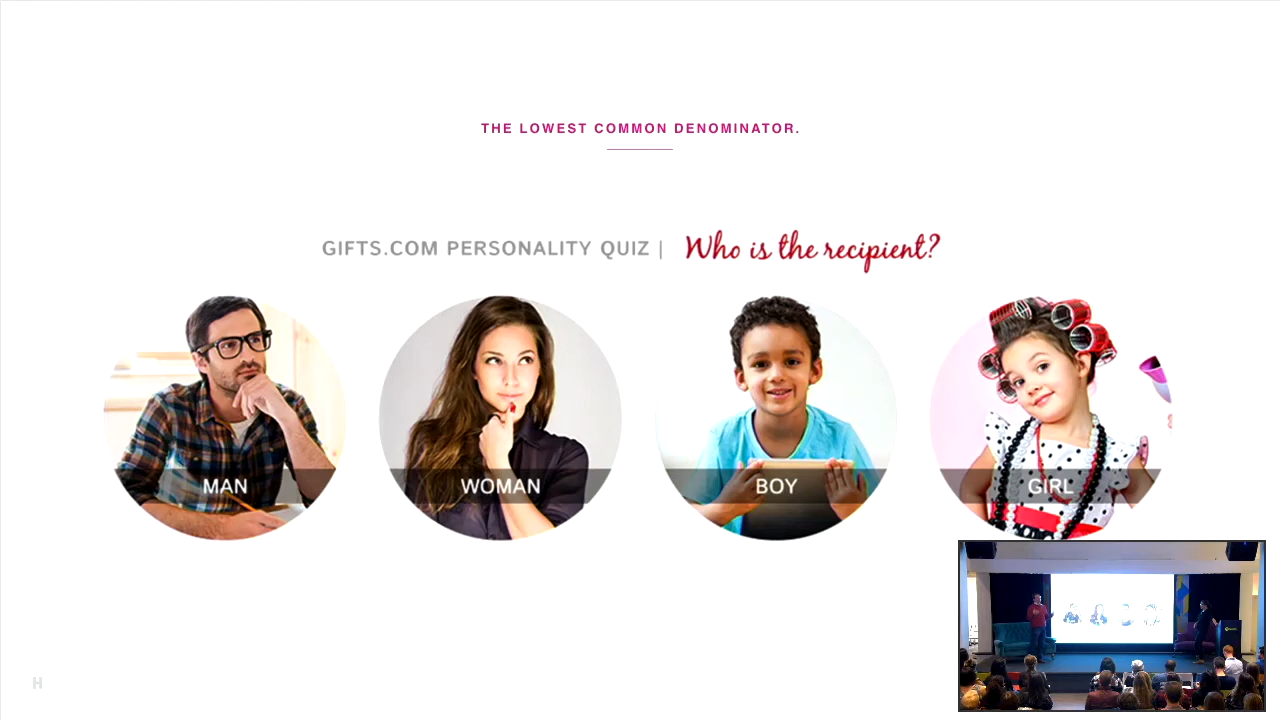 THE LOWEST COMMON DENOMINATOR.
GIFTS.COM PERSONALITY QUIZ | Who is the recipient?
MAN
WOMAN
BOY
GIRL
H